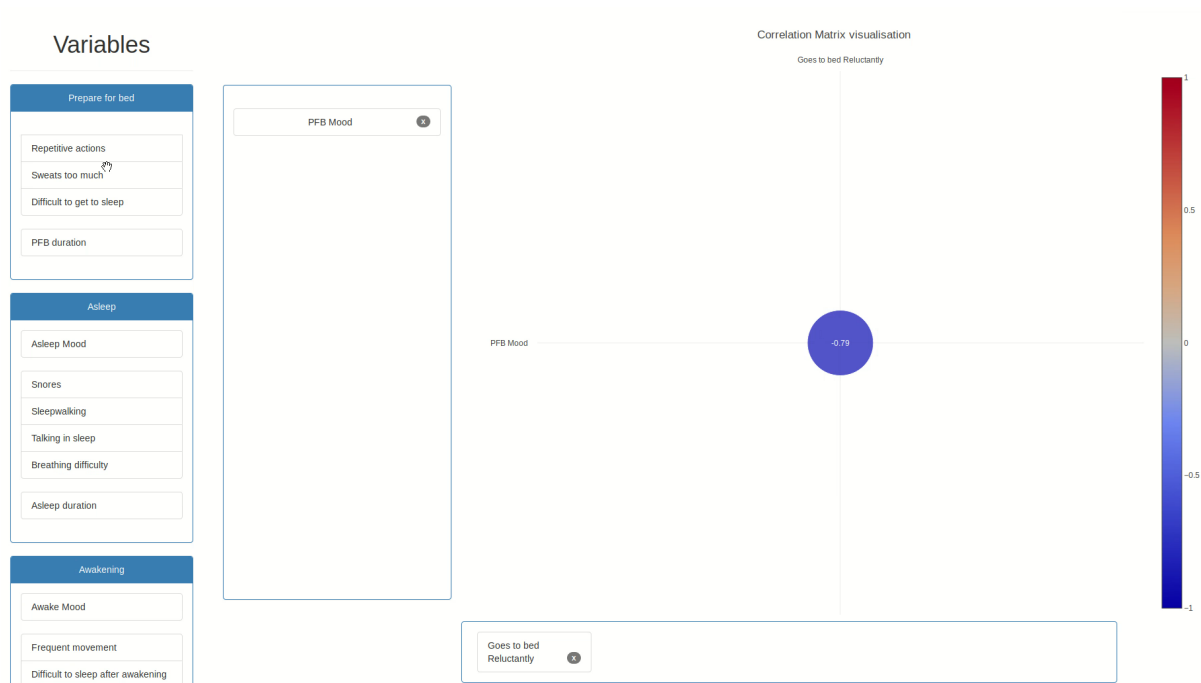 Variables
Prepare for bed
Repetitive actions
Sweats too much
Difficult to get to sleep
PFB duration
Asleep
Asleep Mood
Snores
Sleepwalking
Talking in sleep
Breathing difficulty
Asleep duration
Awakening
Awake Mood
Frequent movement
Difficult to sleep after awakening
PFB Mood
x
Correlation Matrix visualisation
Goes to bed Reluctantly
PFB Mood
-0.79
1
0.5
0
−0.5
−1
Goes to bed
Reluctantly
x